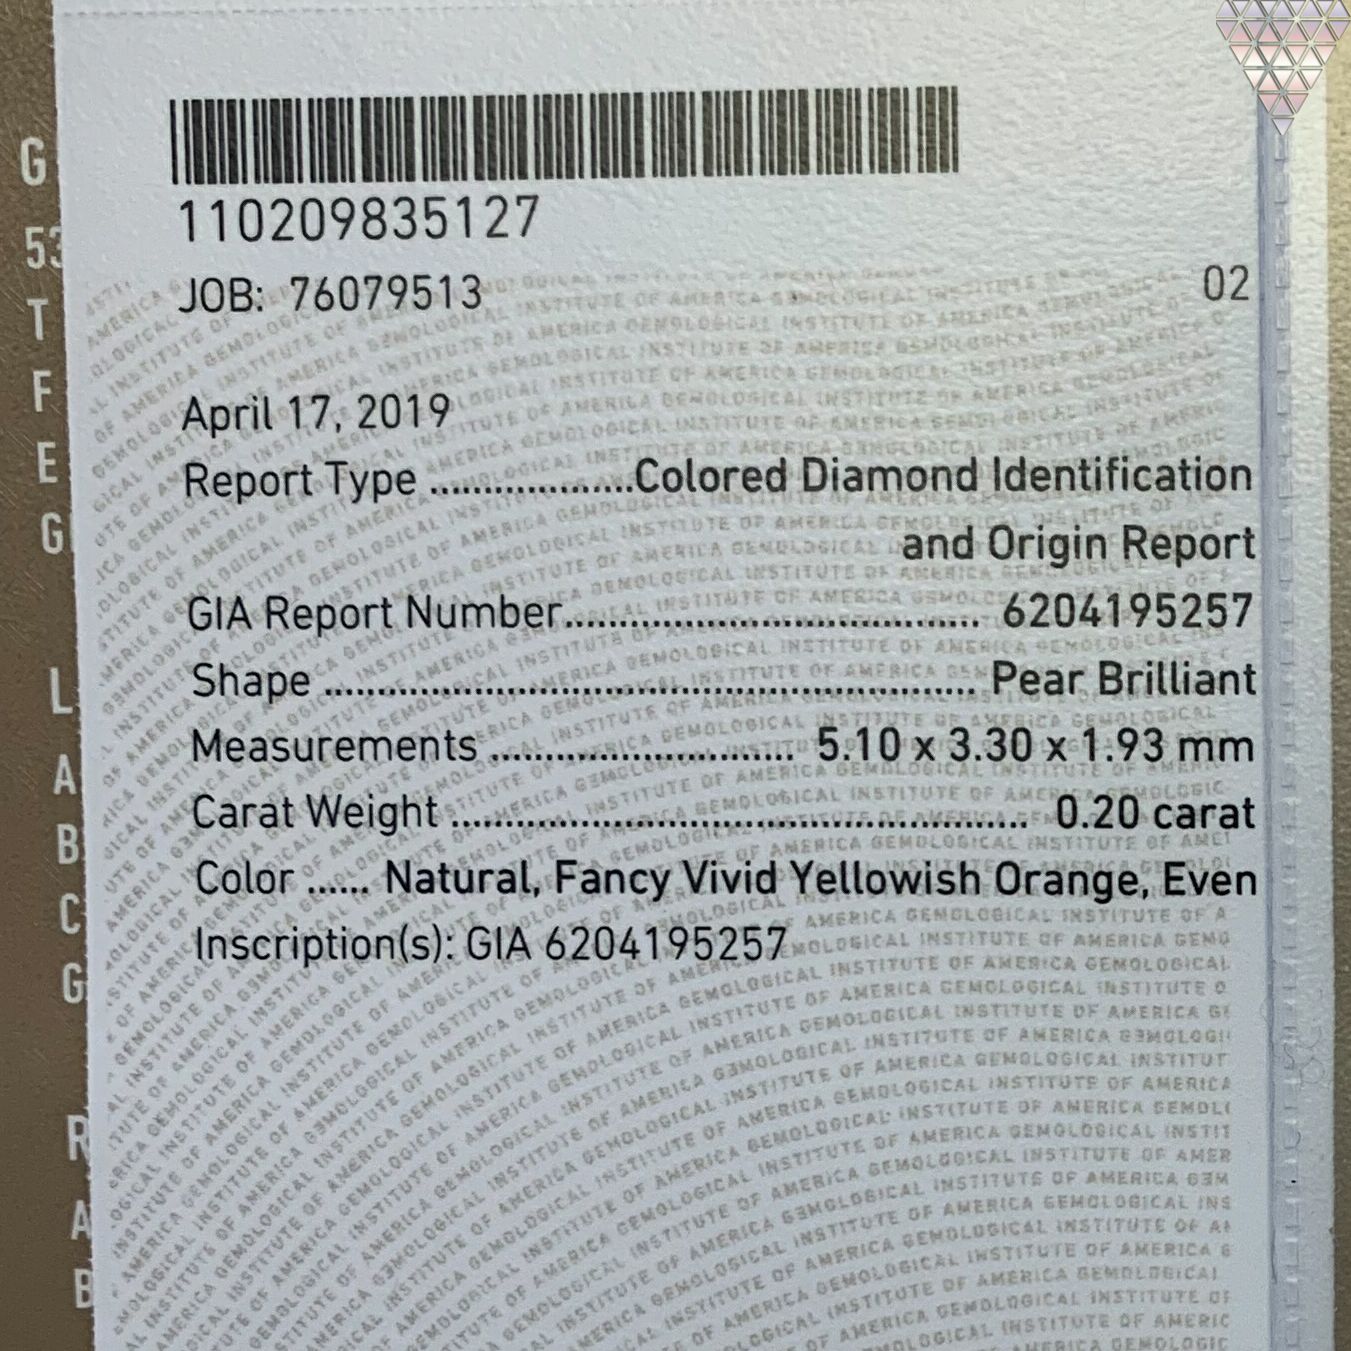 110209835127
JOB: 76079513
02
April 17, 2019
Report Type ...................Colored Diamond Identification
and Origin Report
GIA Report Number....................................... 6204195257
Shape ............................................................. Pear Brilliant
Measurements ............................. 5.10 x 3.30 x 1.93 mm
Carat Weight ...................................................... 0.20 carat
Color ...... Natural, Fancy Vivid Yellowish Orange, Even
Inscription(s): GIA 6204195257